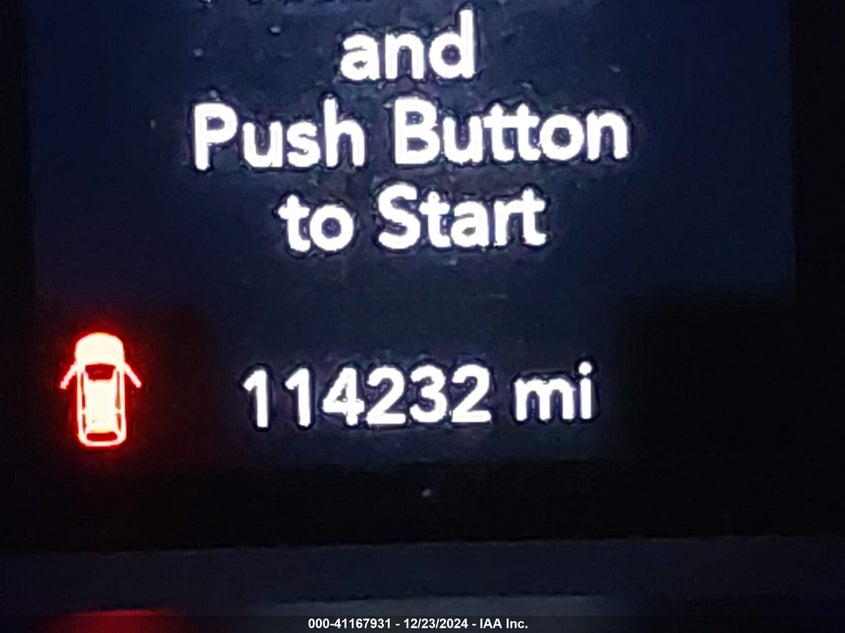 and
Push Button
to Start
114232 mi
000-41167931 - 12/23/2024 - IAA Inc.